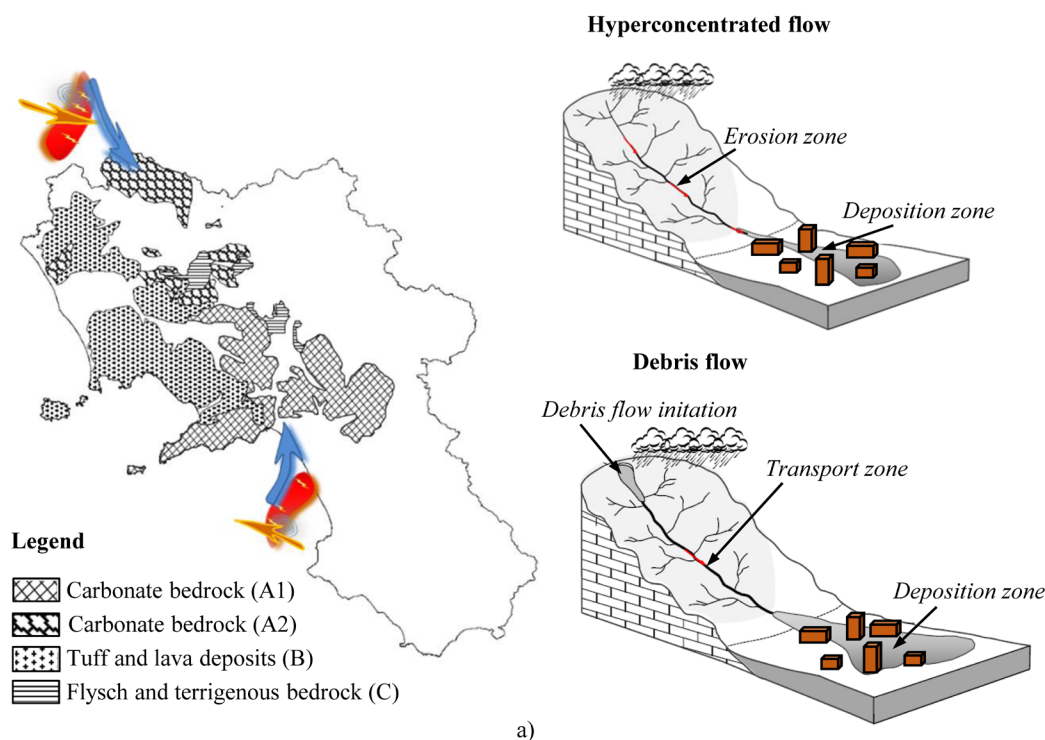 Hyperconcentrated flow
Erosion zone
Deposition zone
Debris flow
Debris flow initation
Transport zone
Deposition zone
Legend
Carbonate bedrock (A1)
Carbonate bedrock (A2)
Tuff and lava deposits (B)
Flysch and terrigenous bedrock (C)
a)